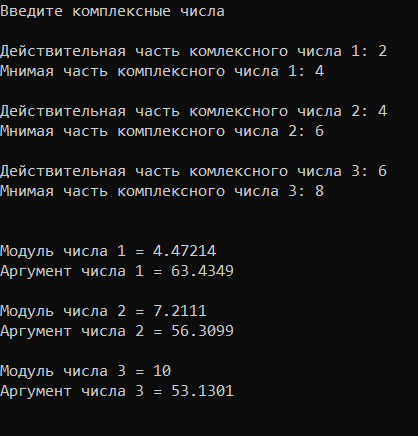 Введите комплексные числа
Действительная часть комлексного числа 1: 2
Мнимая часть комплексного числа 1: 4
Действительная часть комлексного числа 2: 4
Мнимая часть комплексного числа 2: 6
Действительная часть комлексного числа 3: 6
Мнимая часть комплексного числа 3: 8
Модуль числа 1 = 4.47214
Аргумент числа 1 = 63.4349
Модуль числа 2 = 7.2111
Аргумент числа 2 = 56.3099
Модуль числа 3 = 10
Аргумент числа 3 = 53.1301